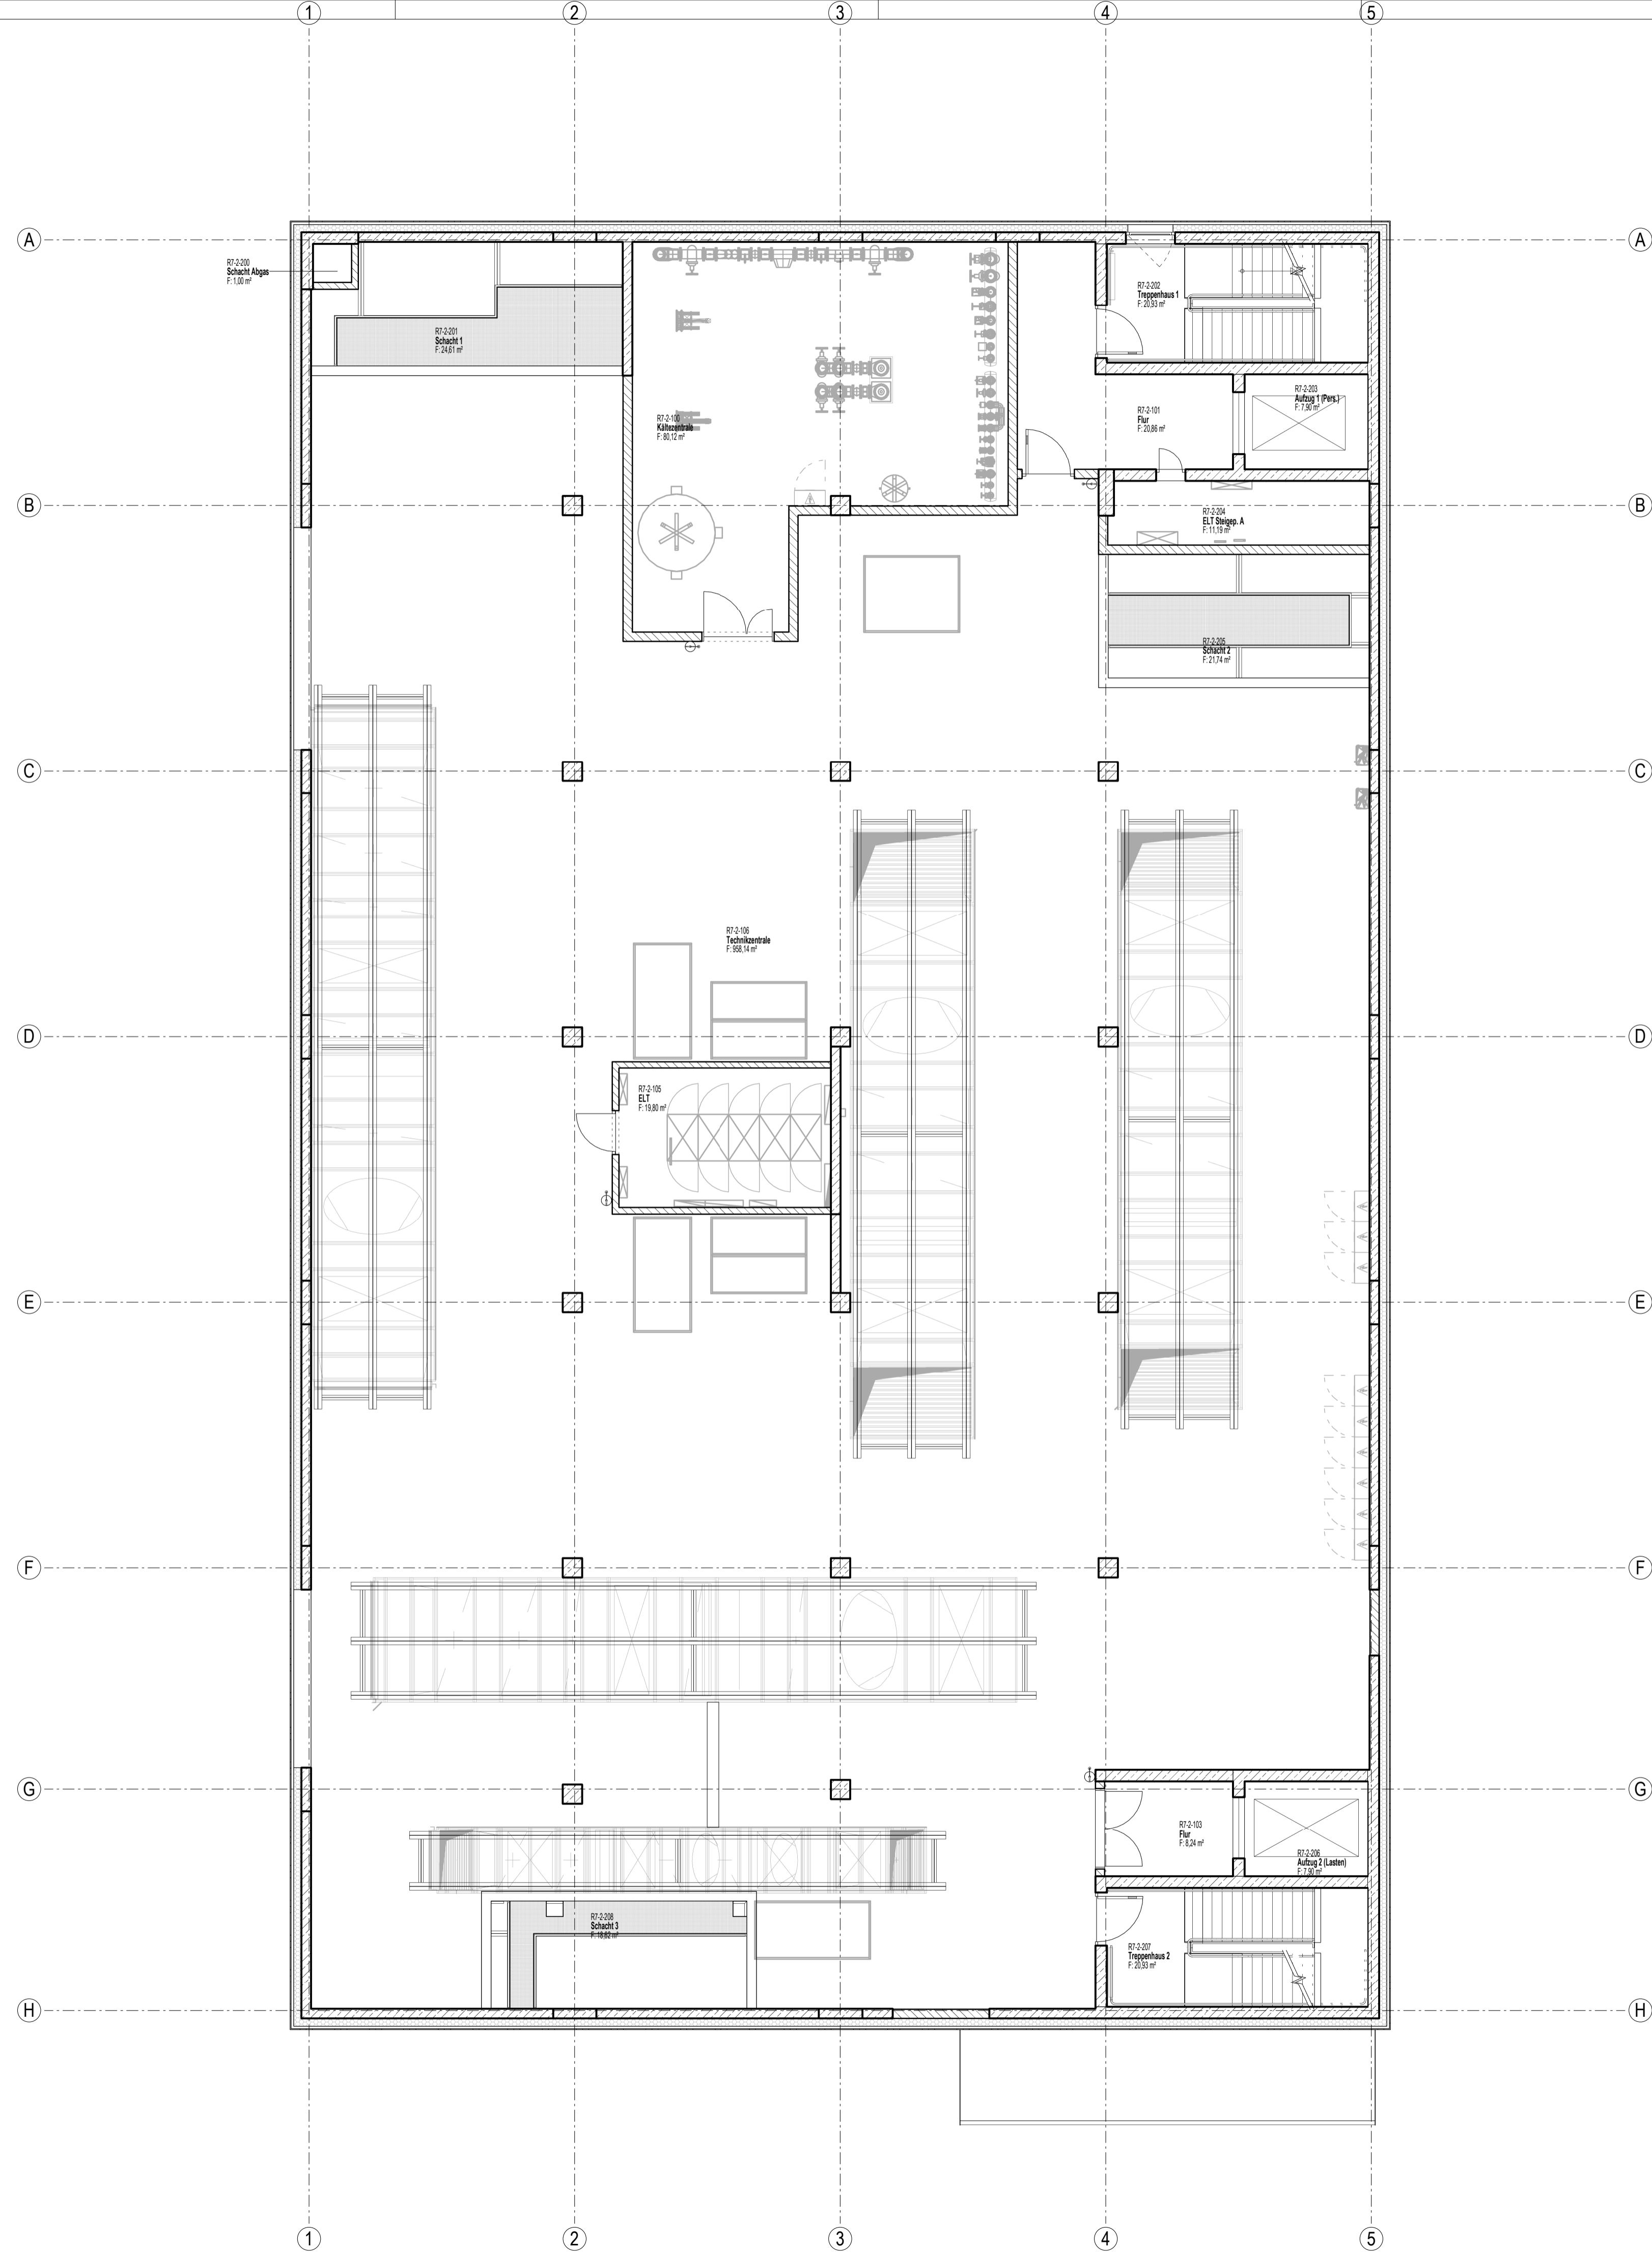 1 2 3 4 5
A A
R7-2-200
Schacht Abgas
F: 1,00 m²
R7-2-202
Treppenhaus 1
F: 20,93 m²
R7-2-201
Schacht 1
F: 24,61 m²
R7-2-203
Aufzug 1 (Pers.)
F: 7,90 m²
R7-2-101
Flur
F: 20,86 m²
R7-2-100
Kältezentrale
F: 80,12 m²
B B
R7-2-204
ELT Steigep. A
F: 11,19 m²
R7-2-205
Schacht 2
F: 21,74 m²
C C
R7-2-106
Technikzentrale
F: 958,14 m²
D D
R7-2-105
ELT
F: 19,80 m²
E E
F F
G G
R7-2-103
Flur
F: 8,24 m²
R7-2-206
Aufzug 2 (Lasten)
F: 7,90 m²
R7-2-208
Schacht 3
F: 18,62 m²
R7-2-207
Treppenhaus 2
F: 20,93 m²
H H
1 2 3 4 5